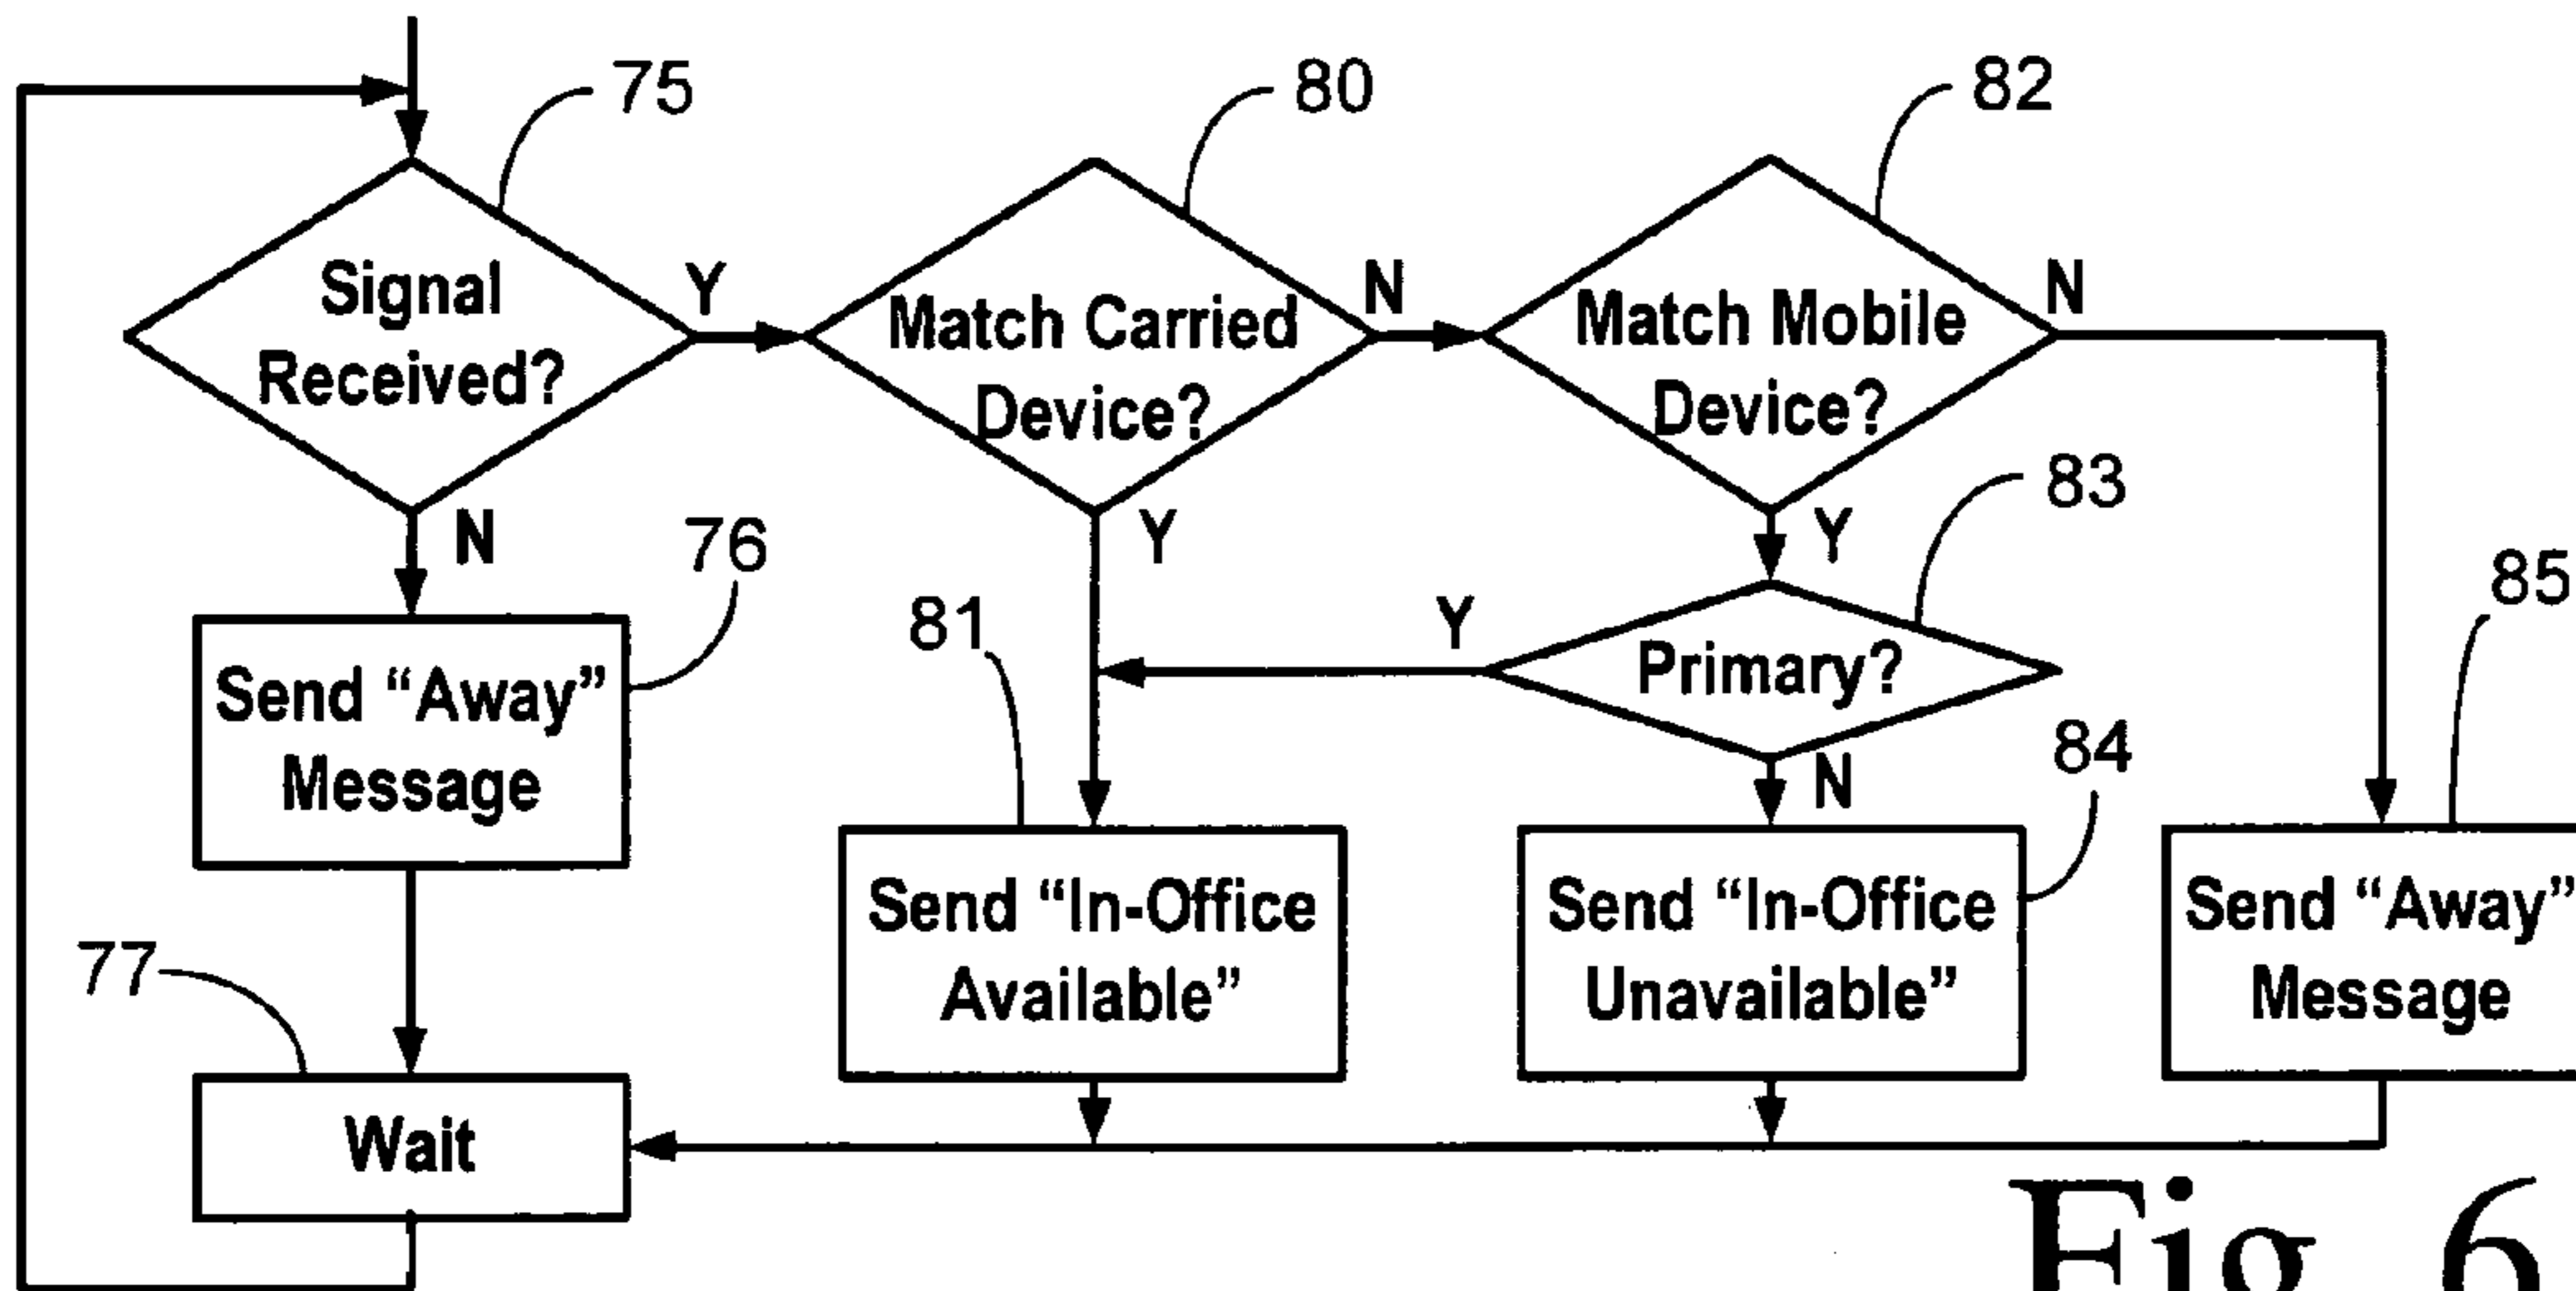 75
80
82
Signal
Received?
Y
Match Carried
Device?
N
Match Mobile
Device?
N
N
76
Y
Y
83
Send “Away”
Message
81
Y
Primary?
85
84
N
77
Send “In-Office
Available”
Send “In-Office
Unavailable”
Send “Away”
Message
Wait
Fig. 6